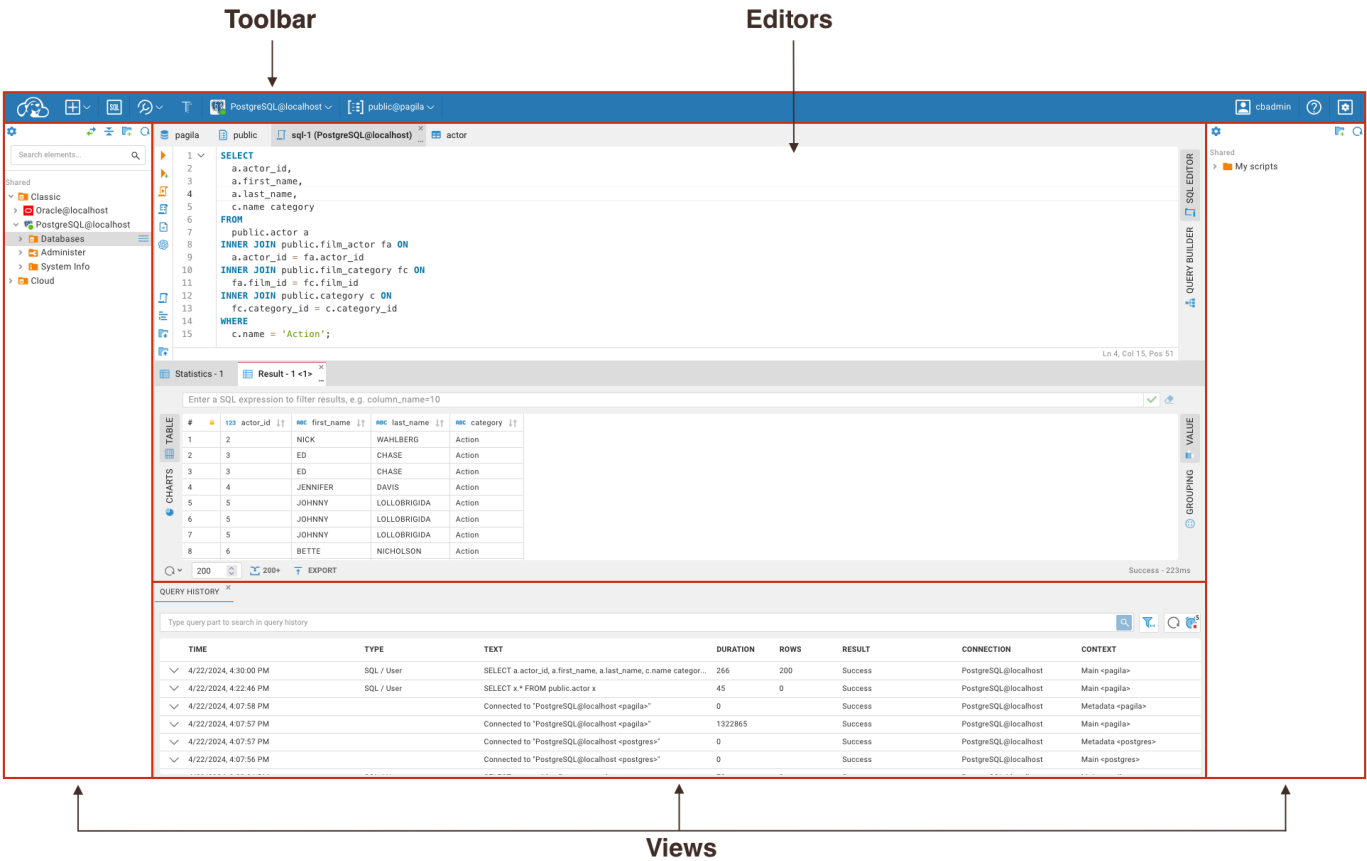 Toolbar Editors
SQL PostgreSQL@localhost public@pagila cbadmin
pagila public sql-1 (PostgreSQL@localhost) actor
Search elements...
Shared
Classic
Oracle@localhost
PostgreSQL@localhost
Databases
Administer
System Info
Cloud
1 SELECT
2 a.actor_id,
3 a.first_name,
4 a.last_name,
5 c.name category
6 FROM
7 public.actor a
8 INNER JOIN public.film_actor fa ON
9 a.actor_id = fa.actor_id
10 INNER JOIN public.film_category fc ON
11 fa.film_id = fc.film_id
12 INNER JOIN public.category c ON
13 fc.category_id = c.category_id
14 WHERE
15 c.name = 'Action';
Ln 4, Col 15, Pos 51
SQL EDITOR
QUERY BUILDER
Shared
My scripts
Statistics - 1 Result - 1 <1>
Enter a SQL expression to filter results, e.g. column_name=10
TABLE
CHARTS
# 123 actor_id ABC first_name ABC last_name ABC category
1 2 NICK WAHLBERG Action
2 3 ED CHASE Action
3 3 ED CHASE Action
4 4 JENNIFER DAVIS Action
5 5 JOHNNY LOLLOBRIGIDA Action
6 5 JOHNNY LOLLOBRIGIDA Action
7 5 JOHNNY LOLLOBRIGIDA Action
8 6 BETTE NICHOLSON Action
VALUE
GROUPING
200 200+ EXPORT Success - 223ms
QUERY HISTORY
Type query part to search in query history
5
TIME TYPE TEXT DURATION ROWS RESULT CONNECTION CONTEXT
4/22/2024, 4:30:00 PM SQL / User SELECT a.actor_id, a.first_name, a.last_name, c.name categor... 266 200 Success PostgreSQL@localhost Main <pagila>
4/22/2024, 4:22:46 PM SQL / User SELECT x.* FROM public.actor x 45 0 Success PostgreSQL@localhost Main <pagila>
4/22/2024, 4:07:58 PM Connected to "PostgreSQL@localhost <pagila>" 0 Success PostgreSQL@localhost Metadata <pagila>
4/22/2024, 4:07:57 PM Connected to "PostgreSQL@localhost <pagila>" 1322865 Success PostgreSQL@localhost Main <pagila>
4/22/2024, 4:07:57 PM Connected to "PostgreSQL@localhost <postgres>" 0 Success PostgreSQL@localhost Metadata <postgres>
4/22/2024, 4:07:56 PM Connected to "PostgreSQL@localhost <postgres>" 0 Success PostgreSQL@localhost Main <postgres>
Views